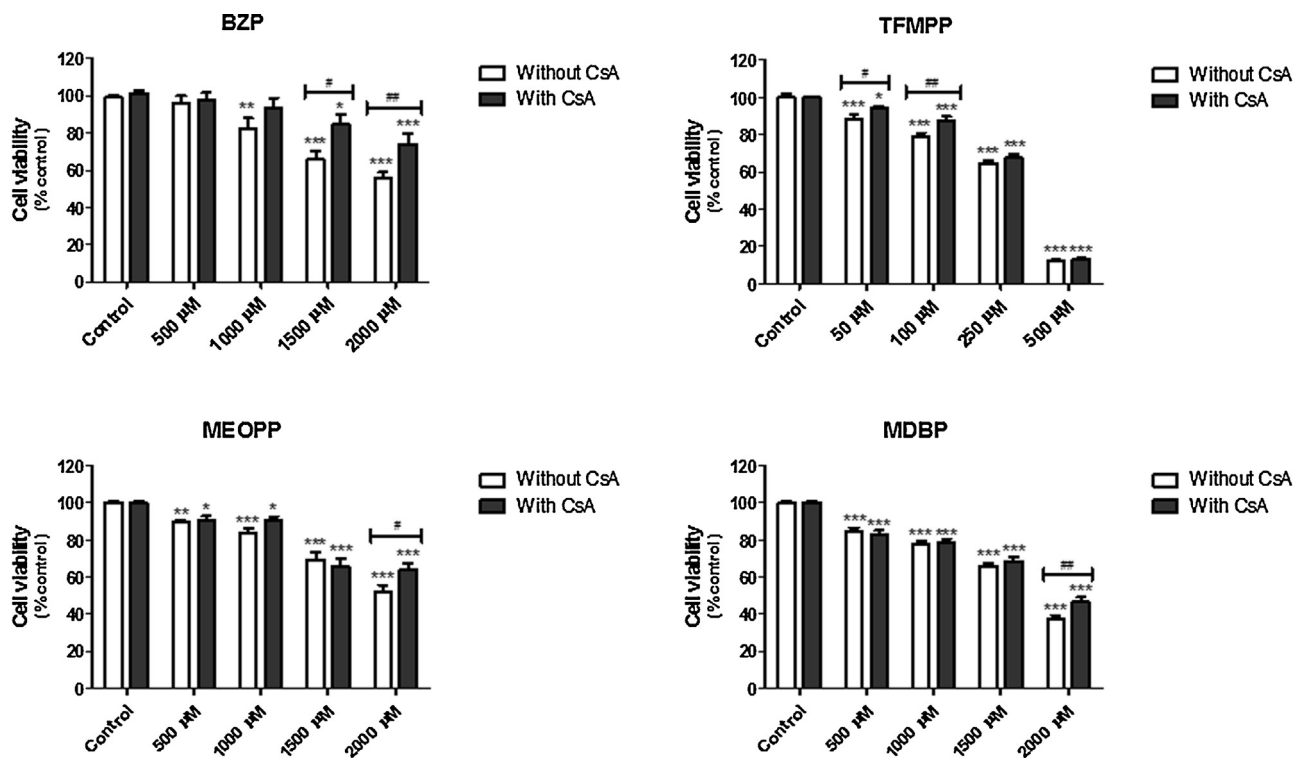 BZP
Without CsA
With CsA
Cell viability
(% control)
120
100
80
60
40
20
0
# ##
** *** * *** ***
Control 500 µM 1000 µM 1500 µM 2000 µM
TFMPP
Without CsA
With CsA
Cell viability
(% control)
120
100
80
60
40
20
0
# ##
*** * *** *** *** *** *** ***
Control 50 µM 100 µM 250 µM 500 µM
MEOPP
Without CsA
With CsA
Cell viability
(% control)
120
100
80
60
40
20
0
#
** * *** * *** *** *** ***
Control 500 µM 1000 µM 1500 µM 2000 µM
MDBP
Without CsA
With CsA
Cell viability
(% control)
120
100
80
60
40
20
0
##
*** *** *** *** *** *** *** ***
Control 500 µM 1000 µM 1500 µM 2000 µM